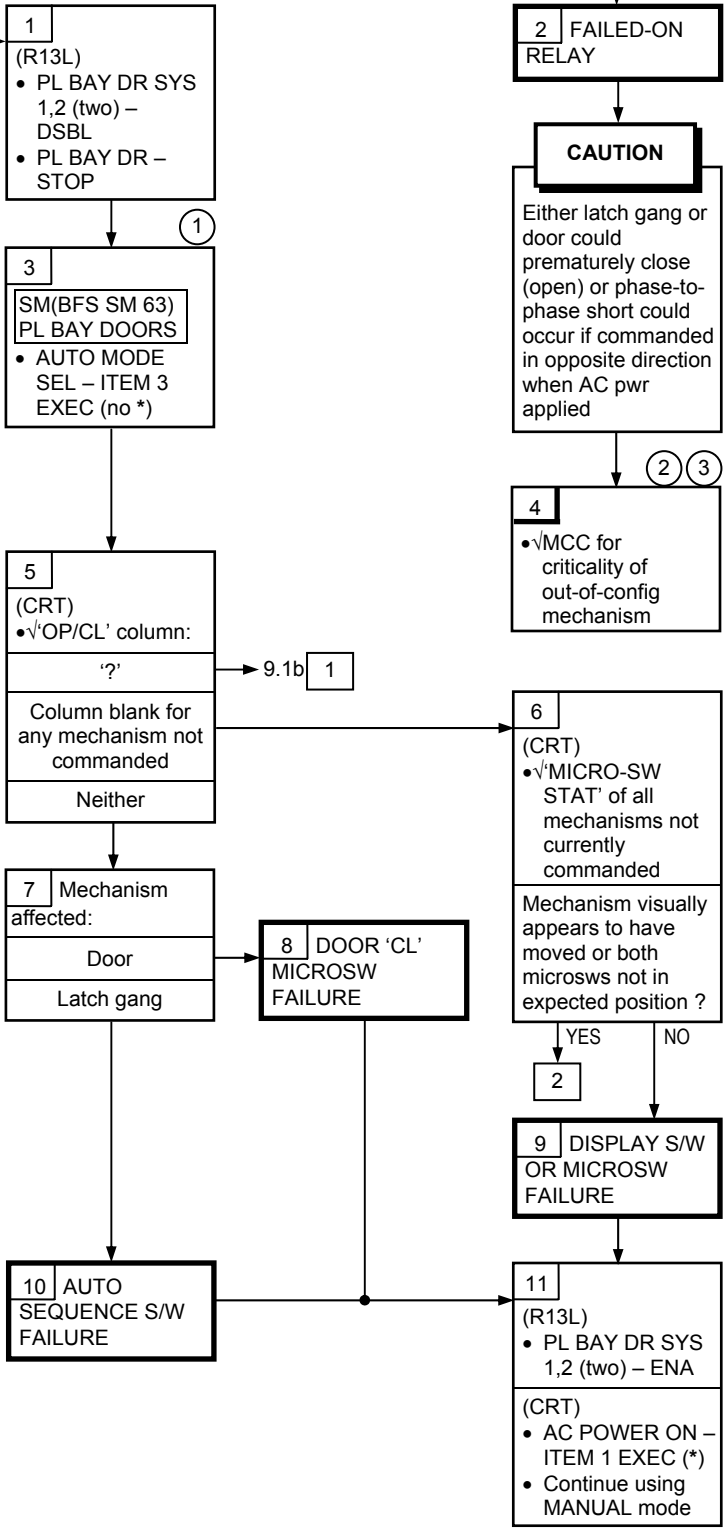 1
(R13L)
• PL BAY DR SYS
1,2 (two) –
DSBL
• PL BAY DR –
STOP
1
3
SM(BFS SM 63)
PL BAY DOORS
• AUTO MODE
SEL – ITEM 3
EXEC (no *)
2 FAILED-ON
RELAY
CAUTION
Either latch gang or
door could
prematurely close
(open) or phase-to-
phase short could
occur if commanded
in opposite direction
when AC pwr
applied
2 3
4
•√MCC for
criticality of
out-of-config
mechanism
5
(CRT)
•√‘OP/CL’ column:
‘?’
9.1b 1
Column blank for
any mechanism not
commanded
Neither
6
(CRT)
•√‘MICRO-SW
STAT’ of all
mechanisms not
currently
commanded
Mechanism visually
appears to have
moved or both
microsws not in
expected position ?
YES NO
2
7 Mechanism
affected:
Door
Latch gang
8 DOOR ‘CL’
MICROSW
FAILURE
9 DISPLAY S/W
OR MICROSW
FAILURE
10 AUTO
SEQUENCE S/W
FAILURE
11
(R13L)
• PL BAY DR SYS
1,2 (two) – ENA
(CRT)
• AC POWER ON –
ITEM 1 EXEC (*)
• Continue using
MANUAL mode